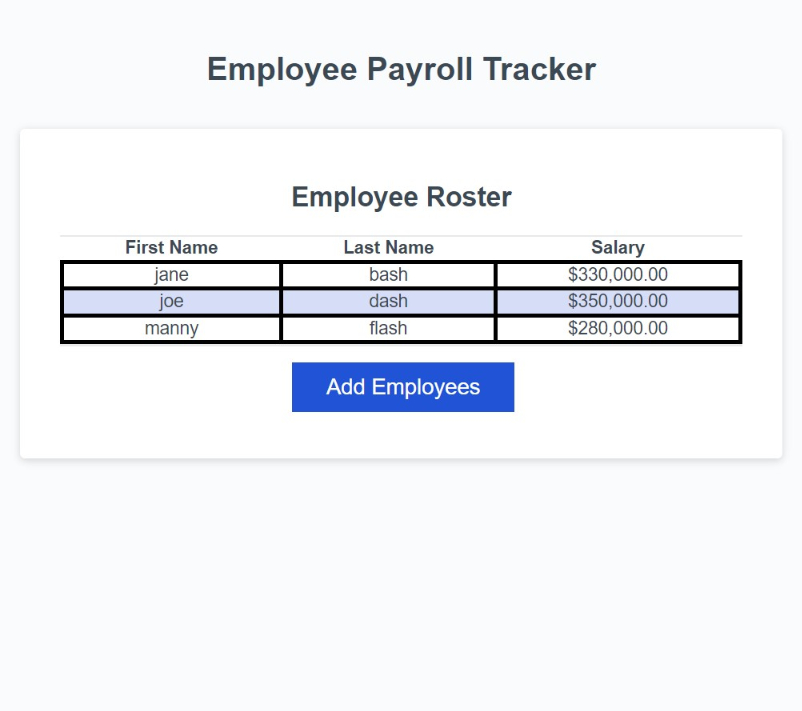 Employee Payroll Tracker
Employee Roster
First Name Last Name Salary
jane bash $330,000.00
joe dash $350,000.00
manny flash $280,000.00
Add Employees